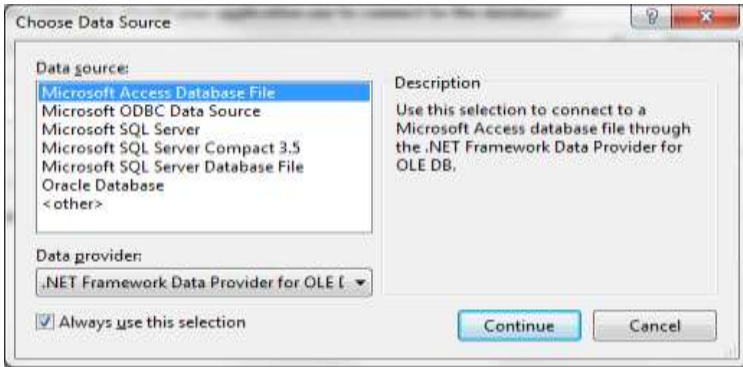 Choose Data Source
Data source:
Microsoft Access Database File
Microsoft ODBC Data Source
Microsoft SQL Server
Microsoft SQL Server Compact 3.5
Microsoft SQL Server Database File
Oracle Database
<other>
Data provider:
.NET Framework Data Provider for OLE D
Always use this selection
Description
Use this selection to connect to a
Microsoft Access database file through
the .NET Framework Data Provider for
OLE DB.
Continue
Cancel